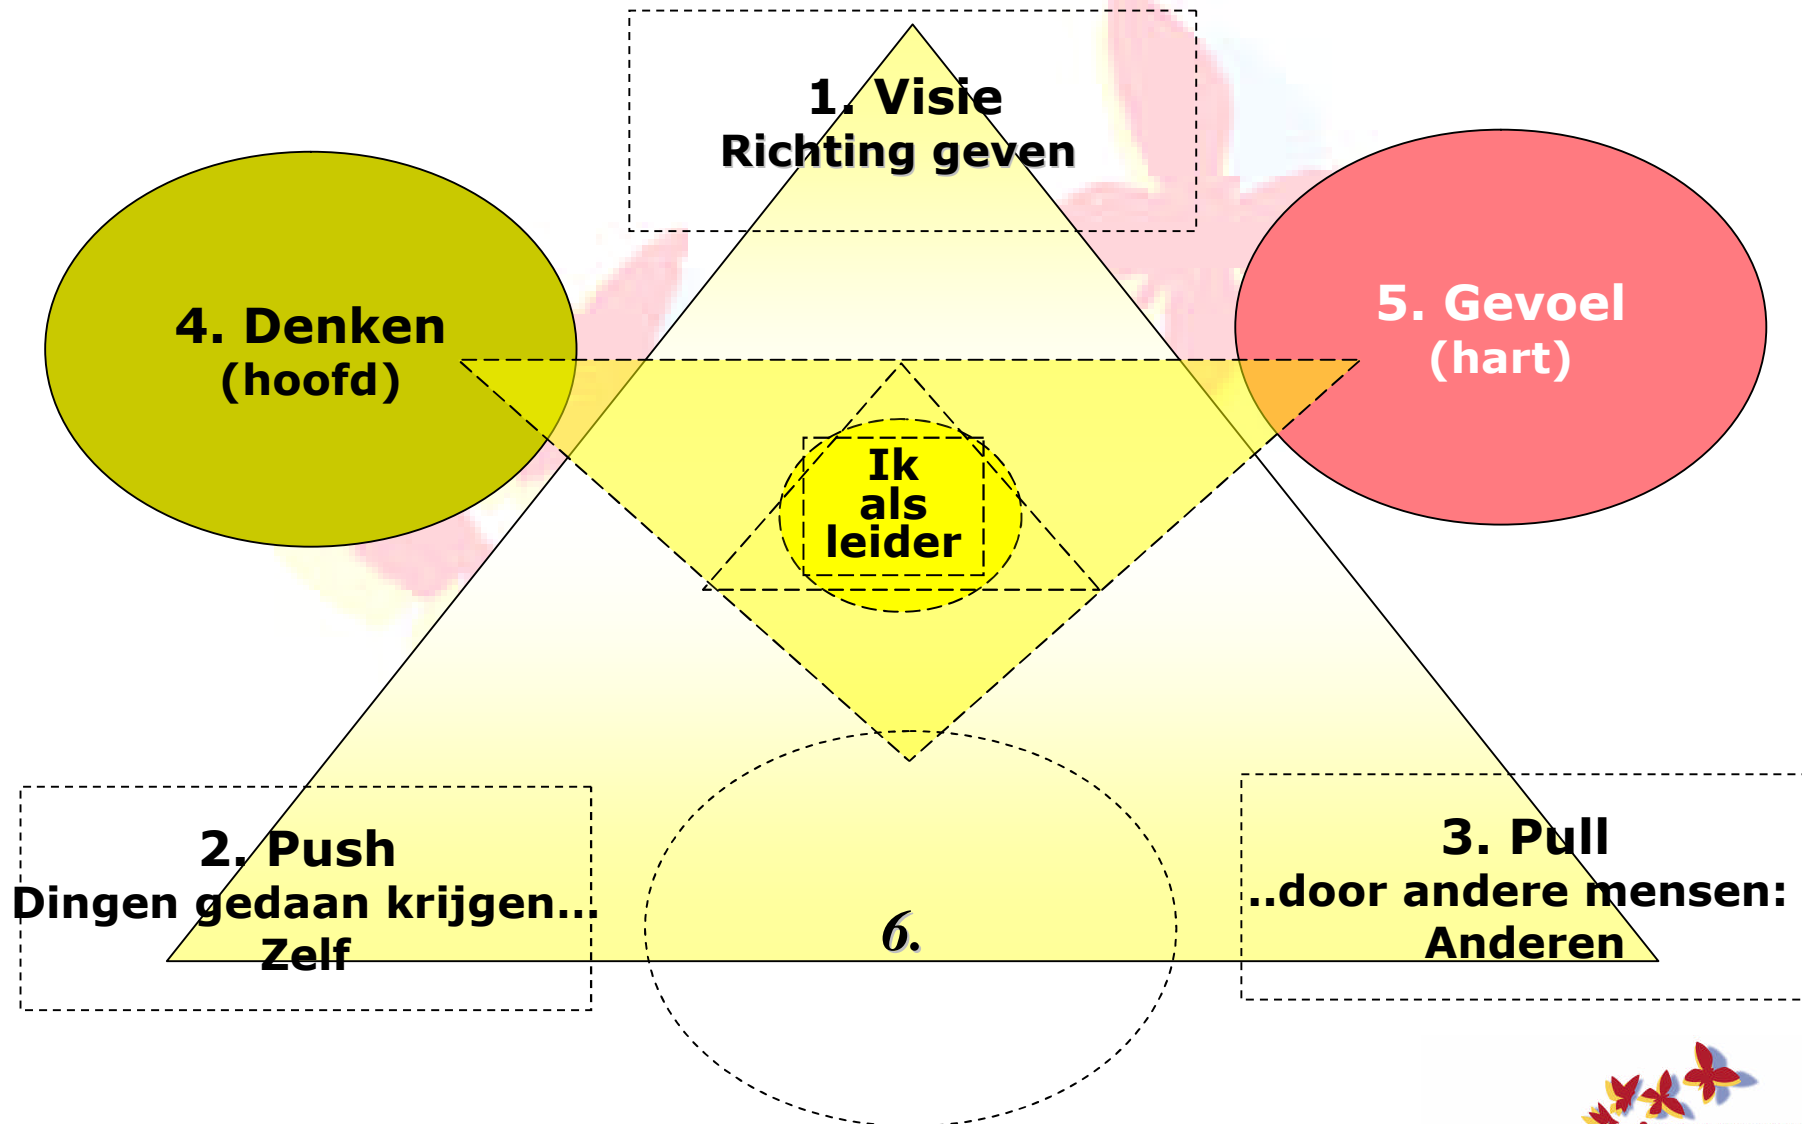 1. Visie
Richting geven
4. Denken
(hoofd)
5. Gevoel
(hart)
Ik
als
leider
2. Push
Dingen gedaan krijgen...
Zelf
3. Pull
..door andere mensen:
Anderen
6.